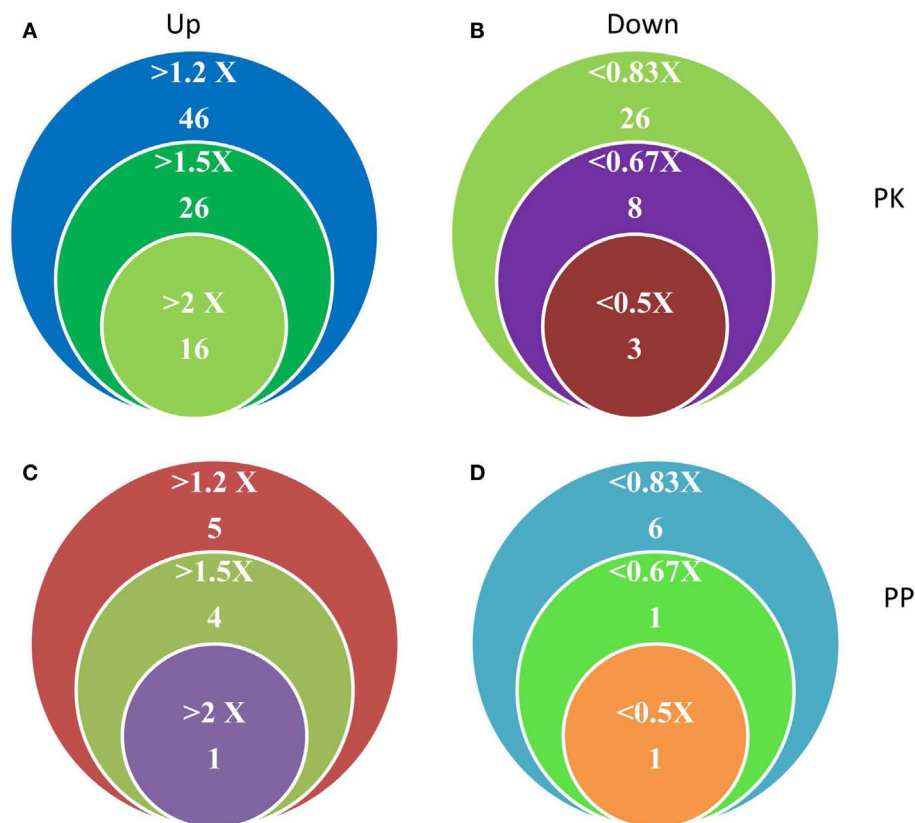 A
Up
>1.2 X
46
>1.5X
26
>2 X
16
B
Down
<0.83X
26
<0.67X
8
<0.5X
3
PK
C
>1.2 X
5
>1.5X
4
>2 X
1
D
<0.83X
6
<0.67X
1
<0.5X
1
PP